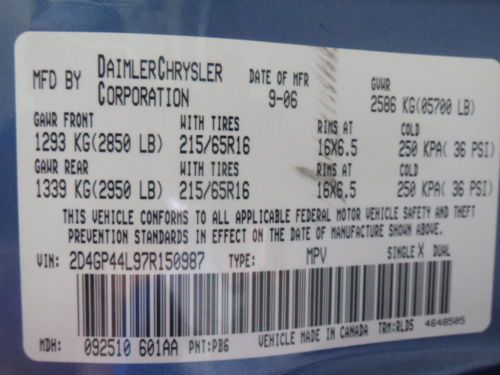 MFD BY DAIMLERCHRYSLER CORPORATION DATE OF MFR 9-06 GVWR 2586 KG(05700 LB)
GAWR FRONT WITH TIRES RIMS AT COLD
1293 KG(2850 LB) 215/65R16 16X6.5 250 KPA( 36 PSI)
GAWR REAR WITH TIRES RIMS AT COLD
1339 KG(2950 LB) 215/65R16 16X6.5 250 KPA( 36 PSI)
THIS VEHICLE CONFORMS TO ALL APPLICABLE FEDERAL MOTOR VEHICLE SAFETY AND THEFT
PREVENTION STANDARDS IN EFFECT ON THE DATE OF MANUFACTURE SHOWN ABOVE.
VIN: 2D4GP44L97R150987 TYPE: MPV SINGLE X DUAL
MDH: 092510 601AA PNT:PB6 VEHICLE MADE IN CANADA TRM:RLDS 4648505